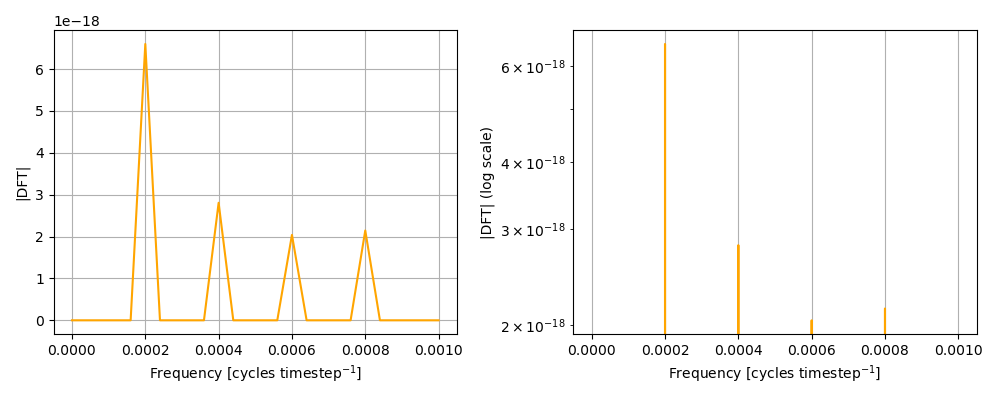 1e−18
6
5
4
3
2
1
0
|DFT|
0.0000 0.0002 0.0004 0.0006 0.0008 0.0010
Frequency [cycles timestep⁻¹]
6 × 10⁻¹⁸
4 × 10⁻¹⁸
3 × 10⁻¹⁸
2 × 10⁻¹⁸
|DFT| (log scale)
0.0000 0.0002 0.0004 0.0006 0.0008 0.0010
Frequency [cycles timestep⁻¹]